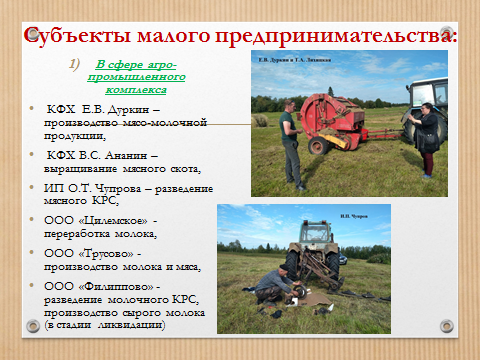 Субъекты малого предпринимательства:
1) В сфере агро-
промышленного
комплекса
• КФХ Е.В. Дуркин –
производство мясо-молочной
продукции,
• КФХ В.С. Ананин –
выращивание мясного скота,
• ИП О.Т. Чупрова – разведение
мясного КРС,
• ООО «Цилемское» -
переработка молока,
• ООО «Трусово» -
производство молока и мяса,
• ООО «Филиппово» -
разведение молочного КРС,
производство сырого молока
(в стадии ликвидации)
Е.В. Дуркин и Т.А.
И.П. Чупров